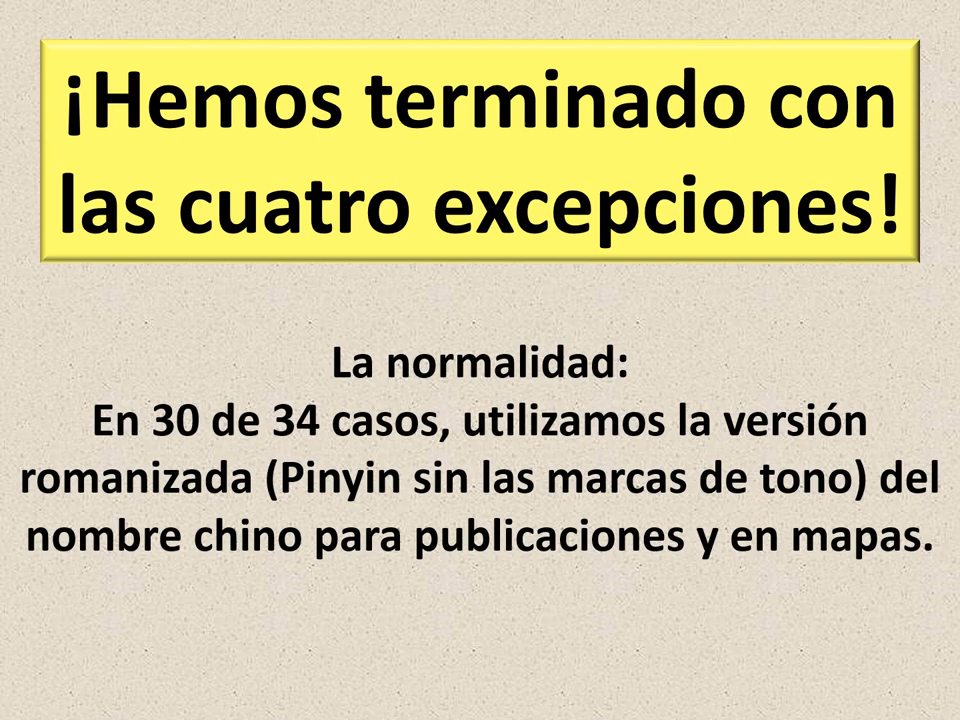 ¡Hemos terminado con
las cuatro excepciones!
La normalidad:
En 30 de 34 casos, utilizamos la versión
romanizada (Pinyin sin las marcas de tono) del
nombre chino para publicaciones y en mapas.